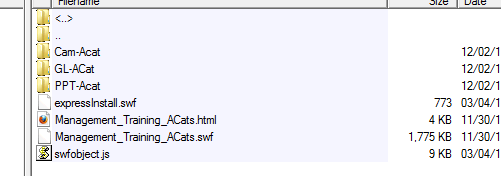 Filename Size Date
<..>
..
Cam-Acat 12/02/1
GL-ACat 12/02/1
PPT-Acat 12/02/1
expressInstall.swf 773 03/04/1
Management_Training_ACats.html 4 KB 11/30/1
Management_Training_ACats.swf 1,775 KB 11/30/1
swfobject.js 9 KB 03/04/1